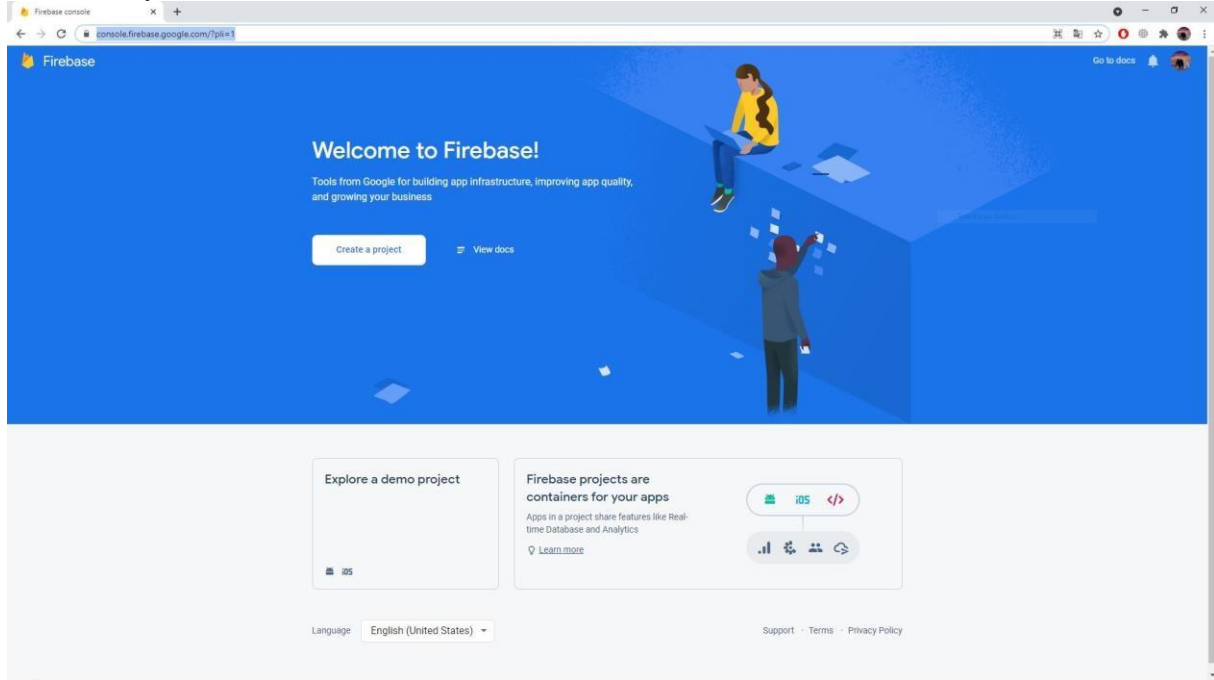 Firebase console
console.firebase.google.com/?pli=1
Firebase
Go to docs
Welcome to Firebase!
Tools from Google for building app infrastructure, improving app quality,
and growing your business
Create a project
View docs
Explore a demo project
iOS
Firebase projects are
containers for your apps
Apps in a project share features like Real-
time Database and Analytics
Learn more
iOS </>
Language English (United States)
Support · Terms · Privacy Policy